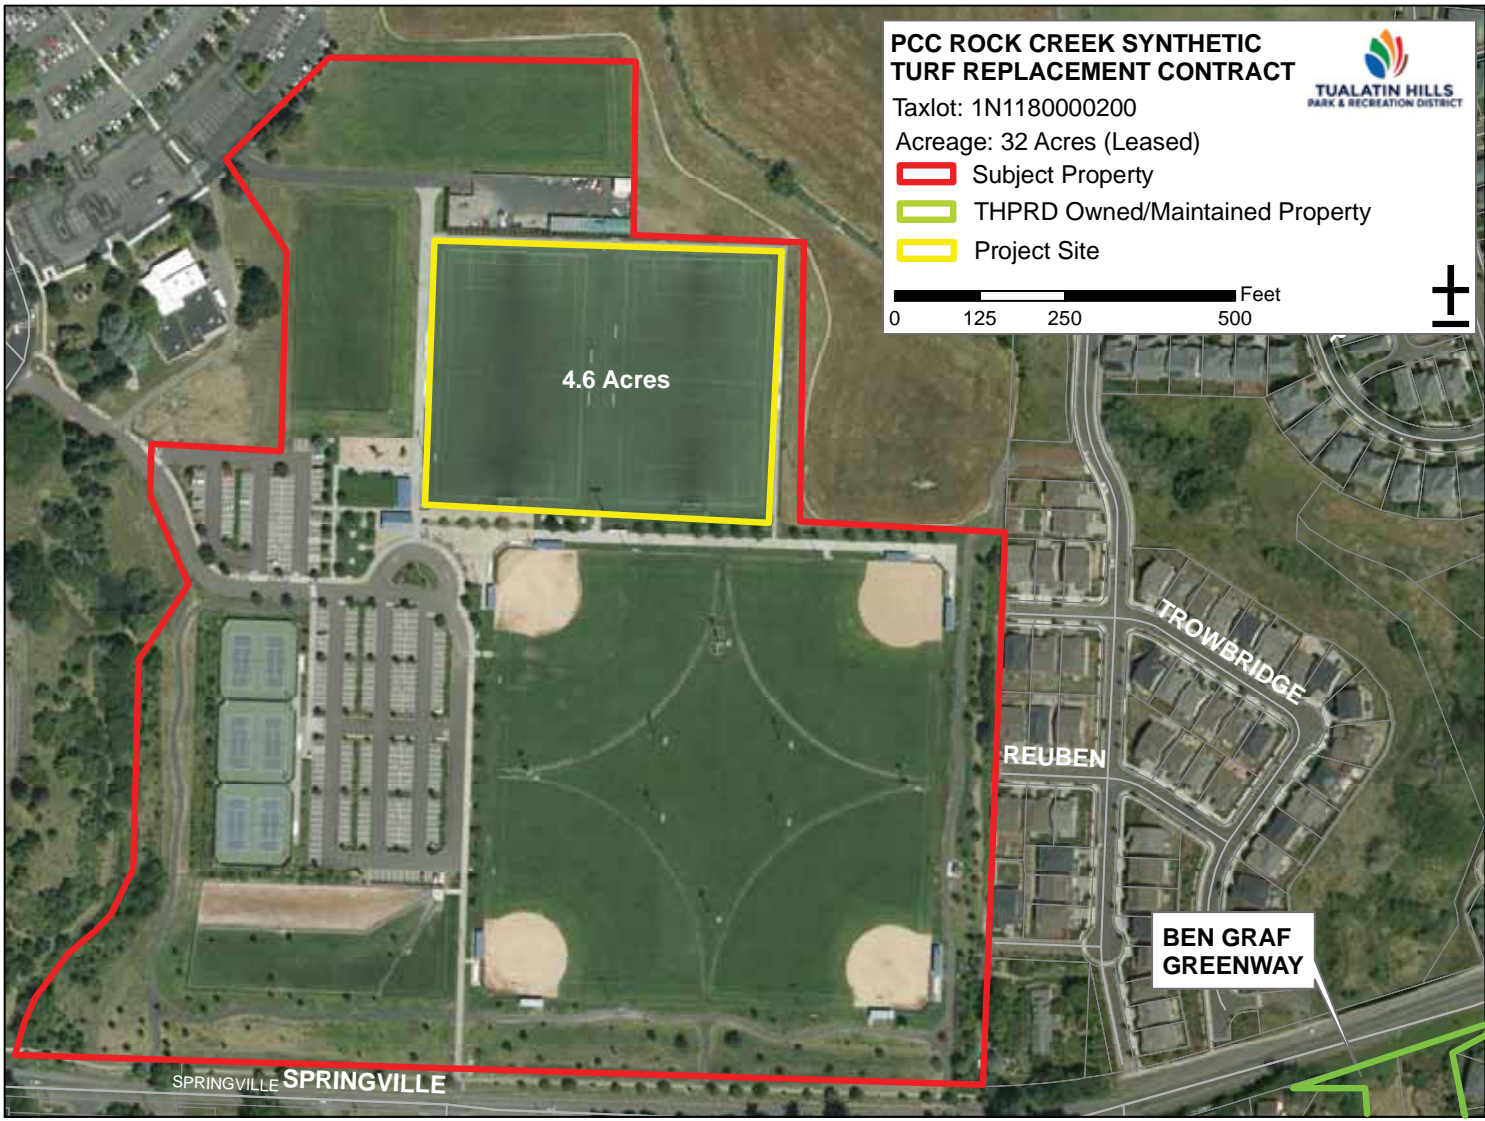 PCC ROCK CREEK SYNTHETIC
TURF REPLACEMENT CONTRACT
TUALATIN HILLS
PARK & RECREATION DISTRICT
Taxlot: 1N1180000200
Acreage: 32 Acres (Leased)
Subject Property
THPRD Owned/Maintained Property
Project Site
Feet
0 125 250 500
4.6 Acres
TROWBRIDGE
REUBEN
BEN GRAF
GREENWAY
SPRINGVILLE SPRINGVILLE